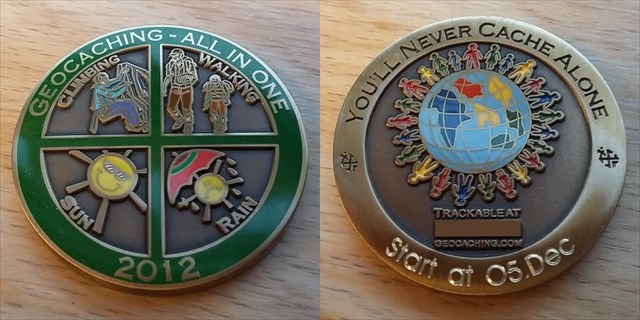 GEOCACHING - ALL IN ONE
CLIMBING
WALKING
SUN
RAIN
2012
YOU'LL NEVER CACHE ALONE
TRACKABLE AT
GEOCACHING.COM
start at 05.Dec